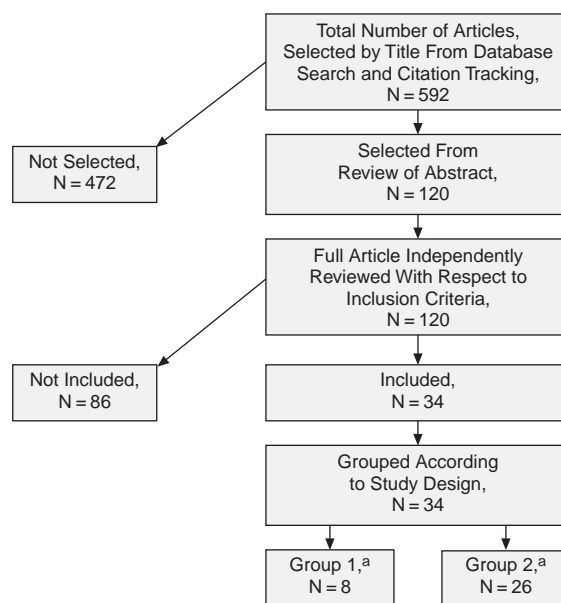 Total Number of Articles,
Selected by Title From Database
Search and Citation Tracking,
N = 592
Not Selected,
N = 472
Selected From
Review of Abstract,
N = 120
Full Article Independently
Reviewed With Respect to
Inclusion Criteria,
N = 120
Not Included,
N = 86
Included,
N = 34
Grouped According
to Study Design,
N = 34
Group 1,ᵃ
N = 8
Group 2,ᵃ
N = 26